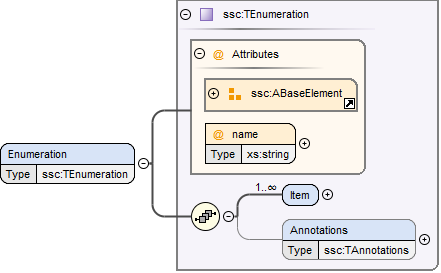 ssc:TEnumeration
@ Attributes
ssc:ABaseElement
@ name
Type xs:string
Enumeration
Type ssc:TEnumeration
1..∞
Item
Annotations
Type ssc:TAnnotations